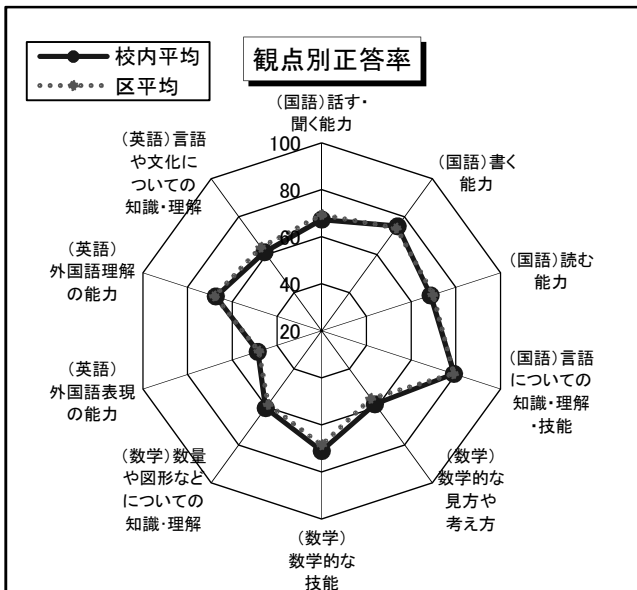 校内平均
区平均
観点別正答率
(国語)話す・
聞く能力
(国語)書く
能力
(国語)読む
能力
(国語)言語
についての
知識・理解
・技能
(数学)
数学的な
見方や
考え方
(数学)
数学的な
技能
(数学)数量
や図形など
についての
知識・理解
(英語)
外国語表現
の能力
(英語)
外国語理解
の能力
(英語)言語
や文化に
ついての
知識・理解
100
80
60
40
20